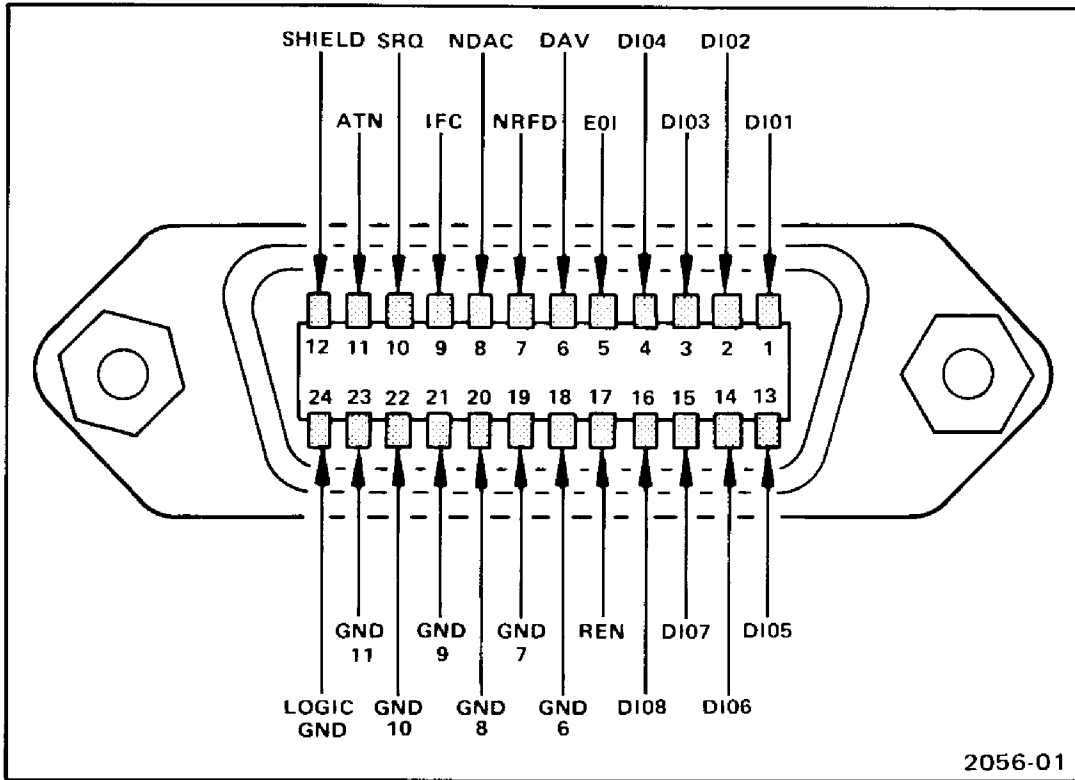 SHIELD SRQ NDAC DAV DI04 DI02
ATN IFC NRFD EOI DI03 DI01
12 11 10 9 8 7 6 5 4 3 2 1
24 23 22 21 20 19 18 17 16 15 14 13
GND 11 GND 9 GND 7 REN DI07 DI05
LOGIC GND GND 10 GND 8 GND 6 DI08 DI06
2056-01